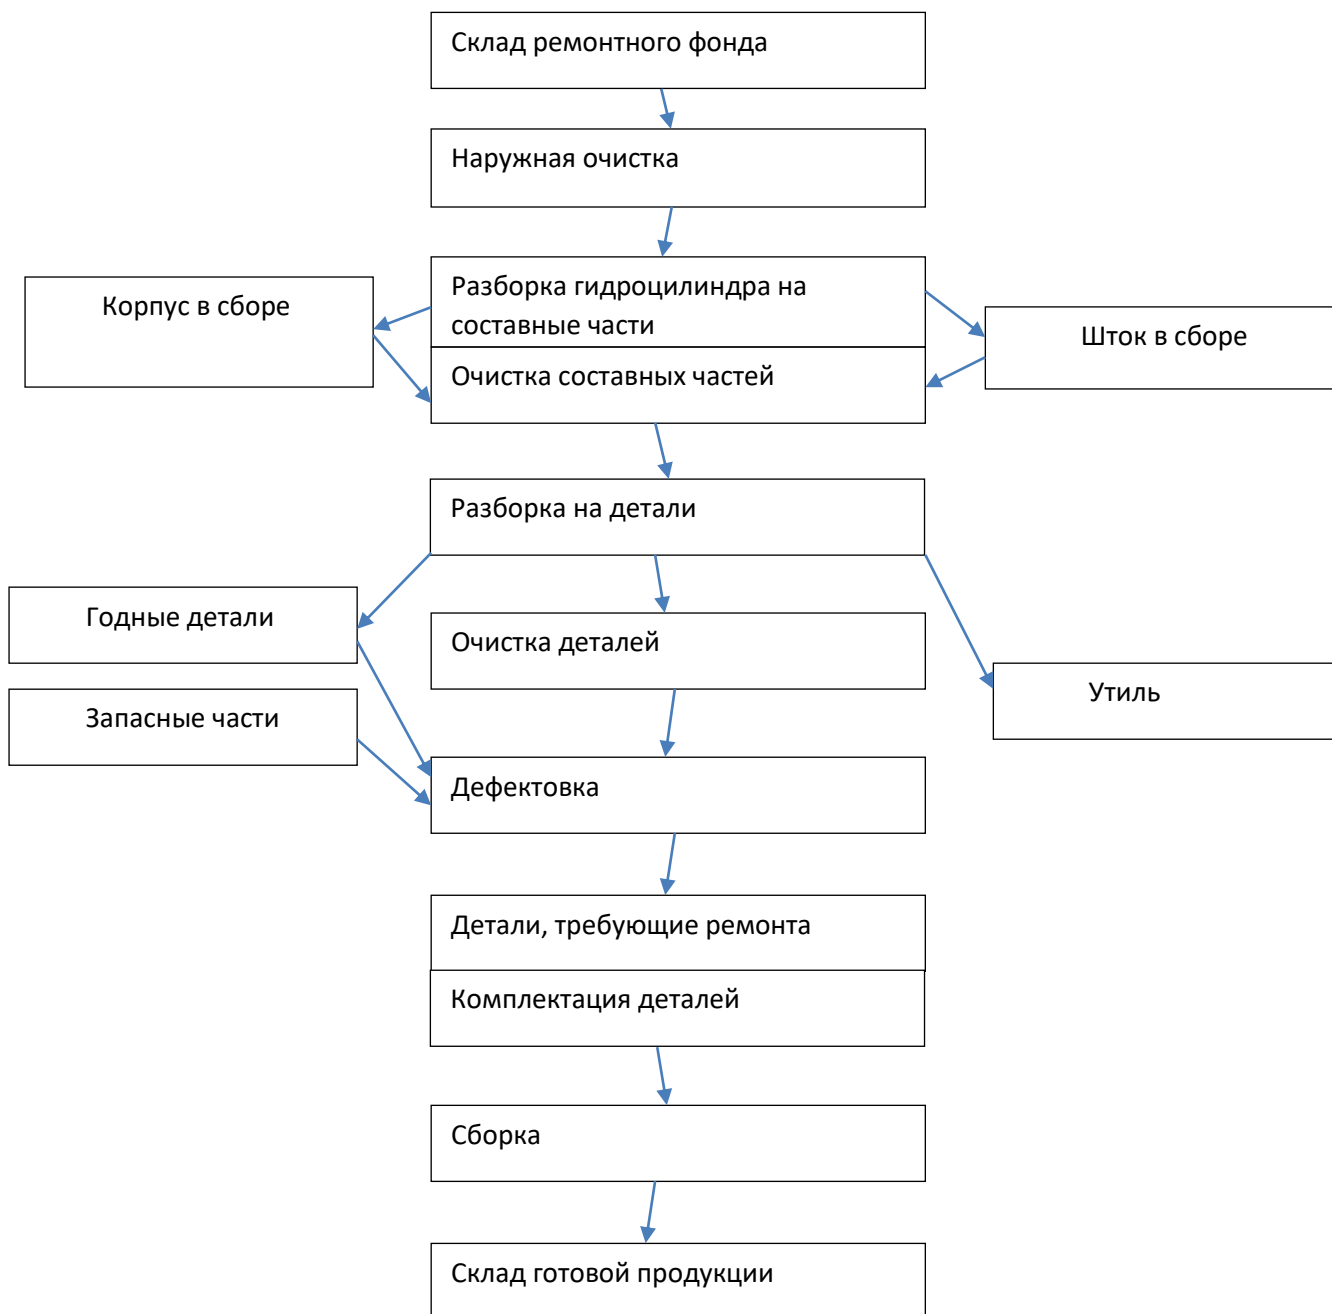 Склад ремонтного фонда
Наружная очистка
Корпус в сборе
Разборка гидроцилиндра на
составные части
Шток в сборе
Очистка составных частей
Разборка на детали
Годные детали
Очистка деталей
Утиль
Запасные части
Дефектовка
Детали, требующие ремонта
Комплектация деталей
Сборка
Склад готовой продукции